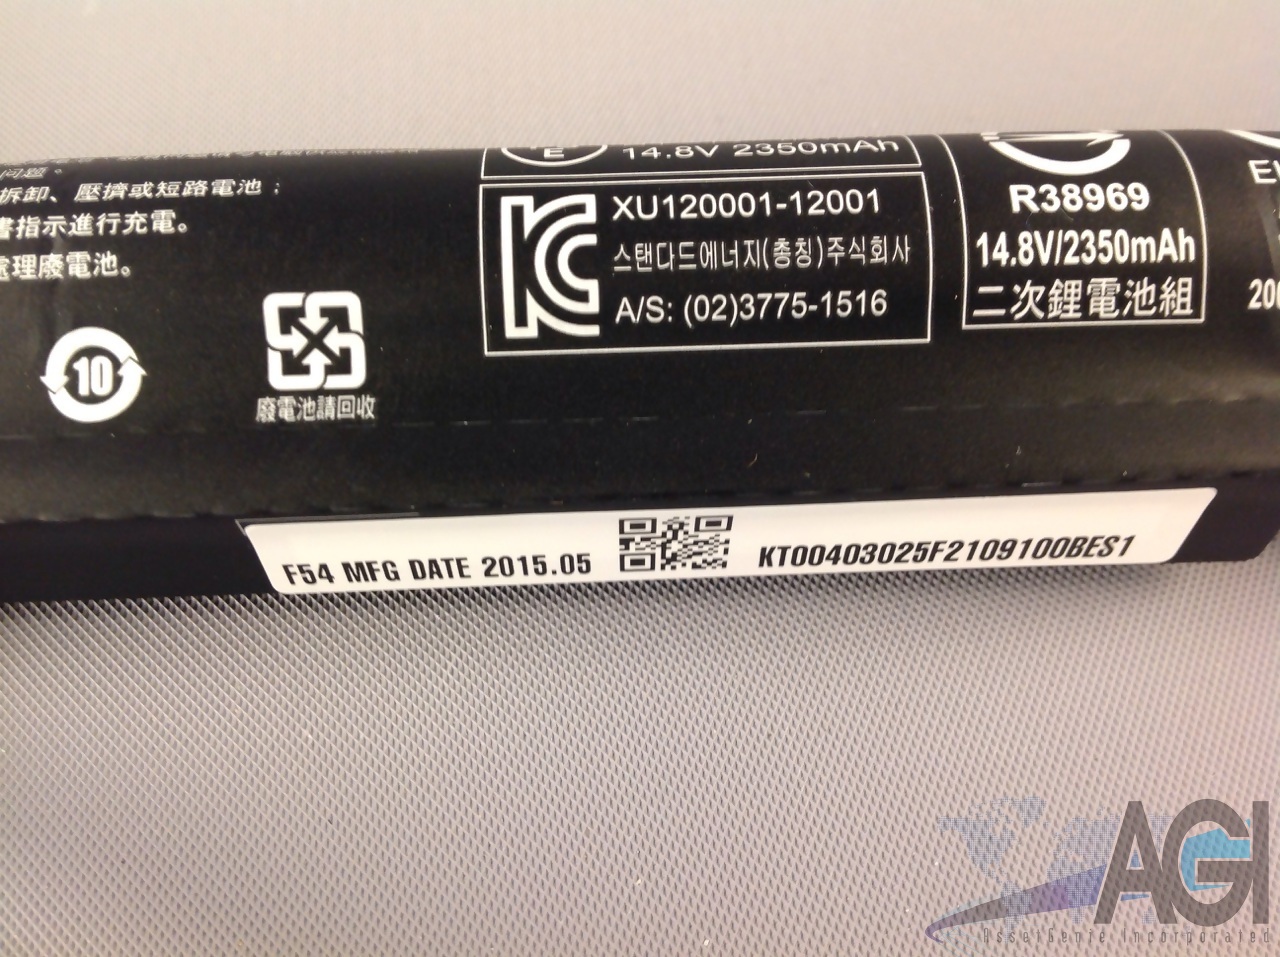 拆卸、壓擠或短路電池；
書指示進行充電。
處理廢電池。
10
廢電池請回收
E
14.8V 2350mAh
XU120001-12001
스탠다드에너지(총칭)주식회사
A/S: (02)3775-1516
R38969
14.8V/2350mAh
二次鋰電池組
F54 MFG DATE 2015.05
KT00403025F2109100BES1
AGI
AssetGenie Incorporated